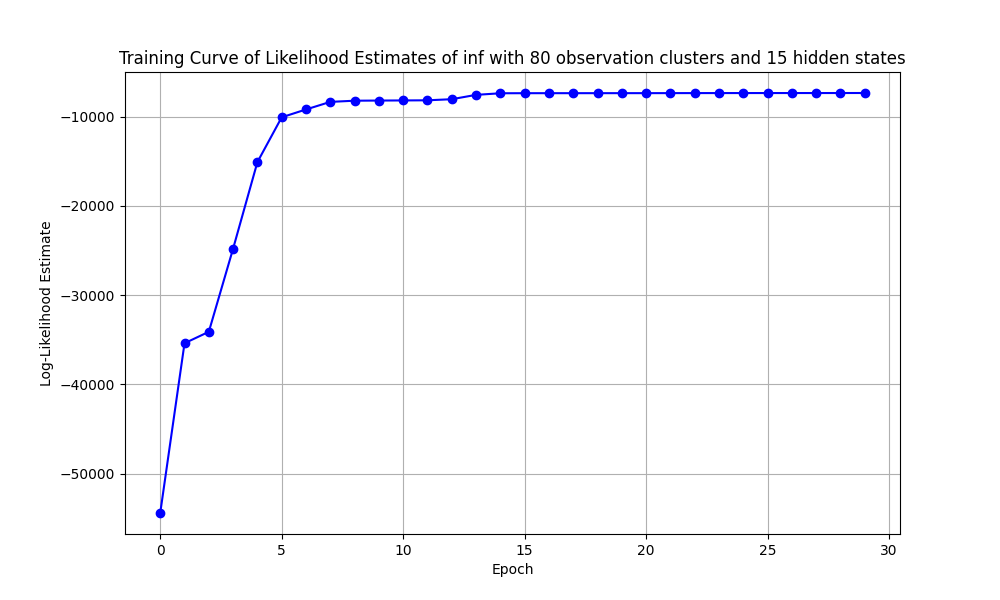 Training Curve of Likelihood Estimates of inf with 80 observation clusters and 15 hidden states
Log-Likelihood Estimate
−10000
−20000
−30000
−40000
−50000
0 5 10 15 20 25 30
Epoch